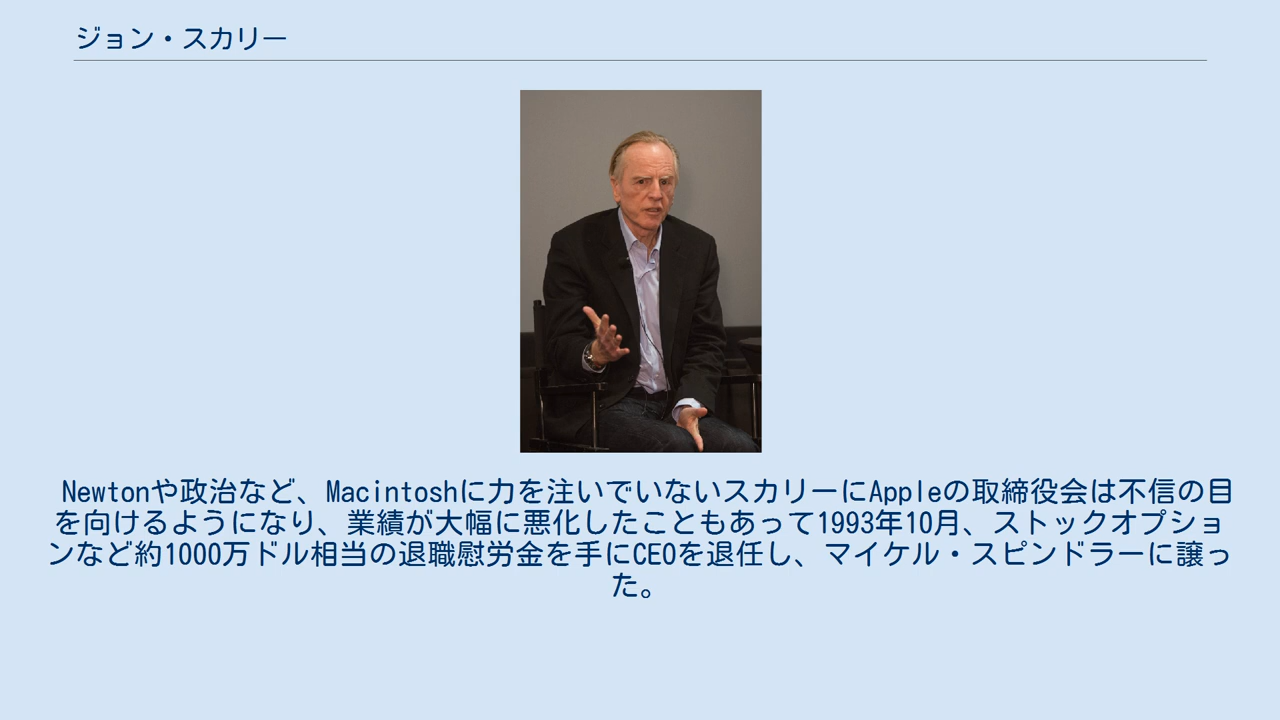 ジョン・スカリー
Newtonや政治など、Macintoshに力を注いでいないスカリーにAppleの取締役会は不信の目
を向けるようになり、業績が大幅に悪化したこともあって1993年10月、ストックオプショ
ンなど約1000万ドル相当の退職慰労金を手にCEOを退任し、マイケル・スピンドラーに譲っ
た。